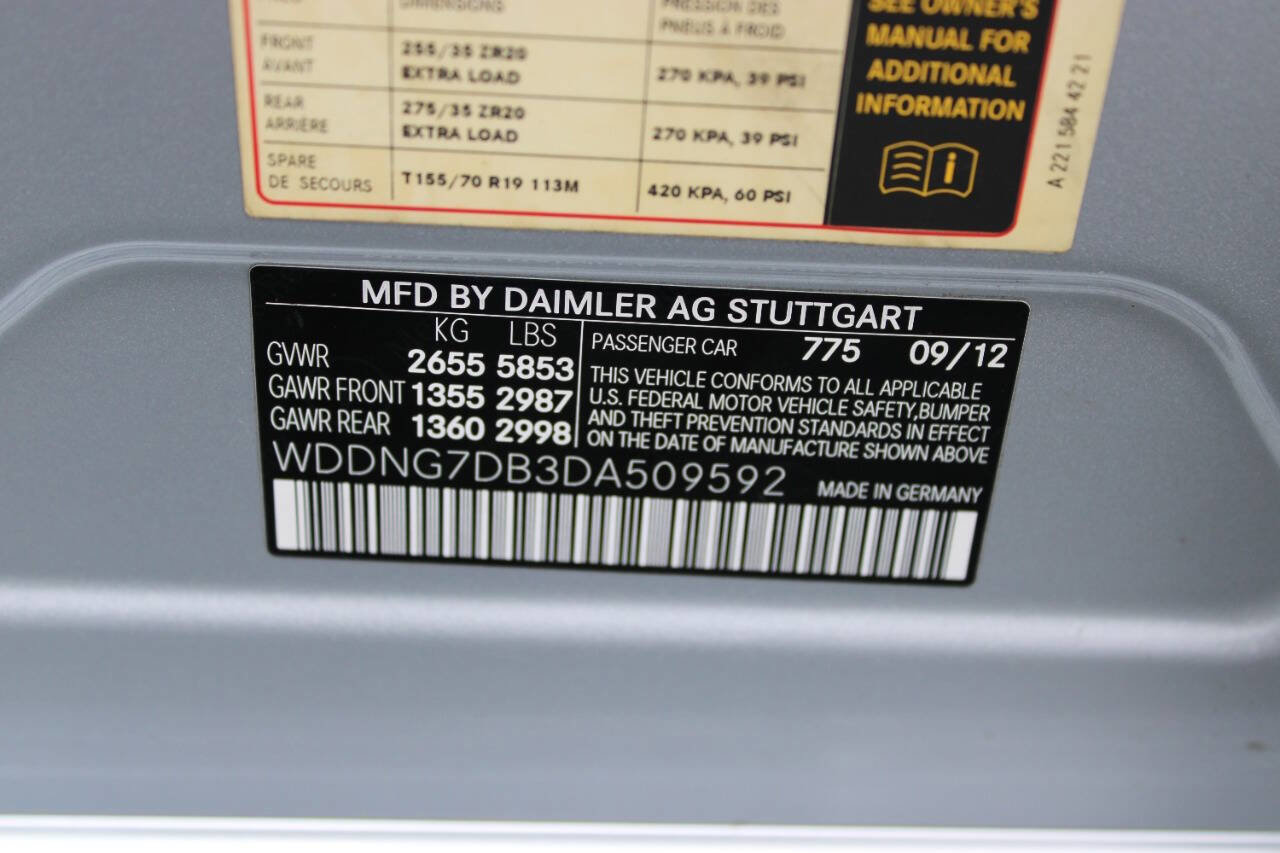 DIMENSIONS PRESSION DES
PNEUS À FROID
FRONT 255/35 ZR20
AVANT EXTRA LOAD 270 KPA, 39 PSI
REAR 275/35 ZR20
ARRIÈRE EXTRA LOAD 270 KPA, 39 PSI
SPARE
DE SECOURS T155/70 R19 113M 420 KPA, 60 PSI
SEE OWNER'S
MANUAL FOR
ADDITIONAL
INFORMATION
A 221 584 42 21
MFD BY DAIMLER AG STUTTGART
KG LBS
GVWR 2655 5853
GAWR FRONT 1355 2987
GAWR REAR 1360 2998
PASSENGER CAR 775 09/12
THIS VEHICLE CONFORMS TO ALL APPLICABLE
U.S. FEDERAL MOTOR VEHICLE SAFETY,BUMPER
AND THEFT PREVENTION STANDARDS IN EFFECT
ON THE DATE OF MANUFACTURE SHOWN ABOVE
WDDNG7DB3DA509592 MADE IN GERMANY